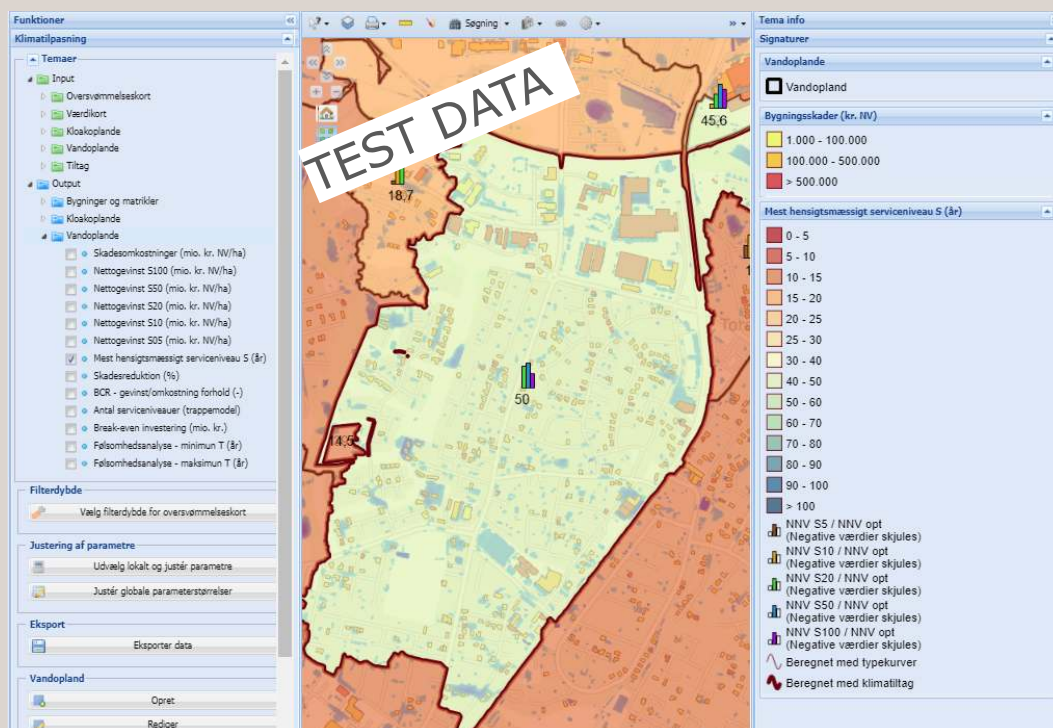 Funktioner
Klimatilpasning
Temaer
Input
Oversvømmelseskort
Værdikort
Kloakoplande
Vandoplande
Tiltag
Output
Bygninger og matrikler
Kloakoplande
Vandoplande
Skadesomkostninger (mio. kr. NV/ha)
Nettogevinst S100 (mio. kr. NV/ha)
Nettogevinst S50 (mio. kr. NV/ha)
Nettogevinst S20 (mio. kr. NV/ha)
Nettogevinst S10 (mio. kr. NV/ha)
Nettogevinst S05 (mio. kr. NV/ha)
Mest hensigtsmæssigt serviceniveau S (år)
Skadesreduktion (%)
BCR - gevinst/omkostning forhold (-)
Antal serviceniveauer (trappemodel)
Break-even investering (mio. kr.)
Følsomhedsanalyse - minimun T (år)
Følsomhedsanalyse - maksimun T (år)
Filterdybde
Vælg filterdybde for oversvømmelseskort
Justering af parametre
Udvælg lokalt og justér parametre
Justér globale parameterstørrelser
Eksport
Eksporter data
Vandopland
Opret
Rediger
Søgning
TEST DATA
45,6
18,7
50
14,5
Tema info
Signaturer
Vandoplande
Vandopland
Bygningsskader (kr. NV)
1.000 - 100.000
100.000 - 500.000
> 500.000
Mest hensigtsmæssigt serviceniveau S (år)
0 - 5
5 - 10
10 - 15
15 - 20
20 - 25
25 - 30
30 - 40
40 - 50
50 - 60
60 - 70
70 - 80
80 - 90
90 - 100
> 100
NNV S5 / NNV opt
(Negative værdier skjules)
NNV S10 / NNV opt
(Negative værdier skjules)
NNV S20 / NNV opt
(Negative værdier skjules)
NNV S50 / NNV opt
(Negative værdier skjules)
NNV S100 / NNV opt
(Negative værdier skjules)
Beregnet med typekurver
Beregnet med klimatiltag